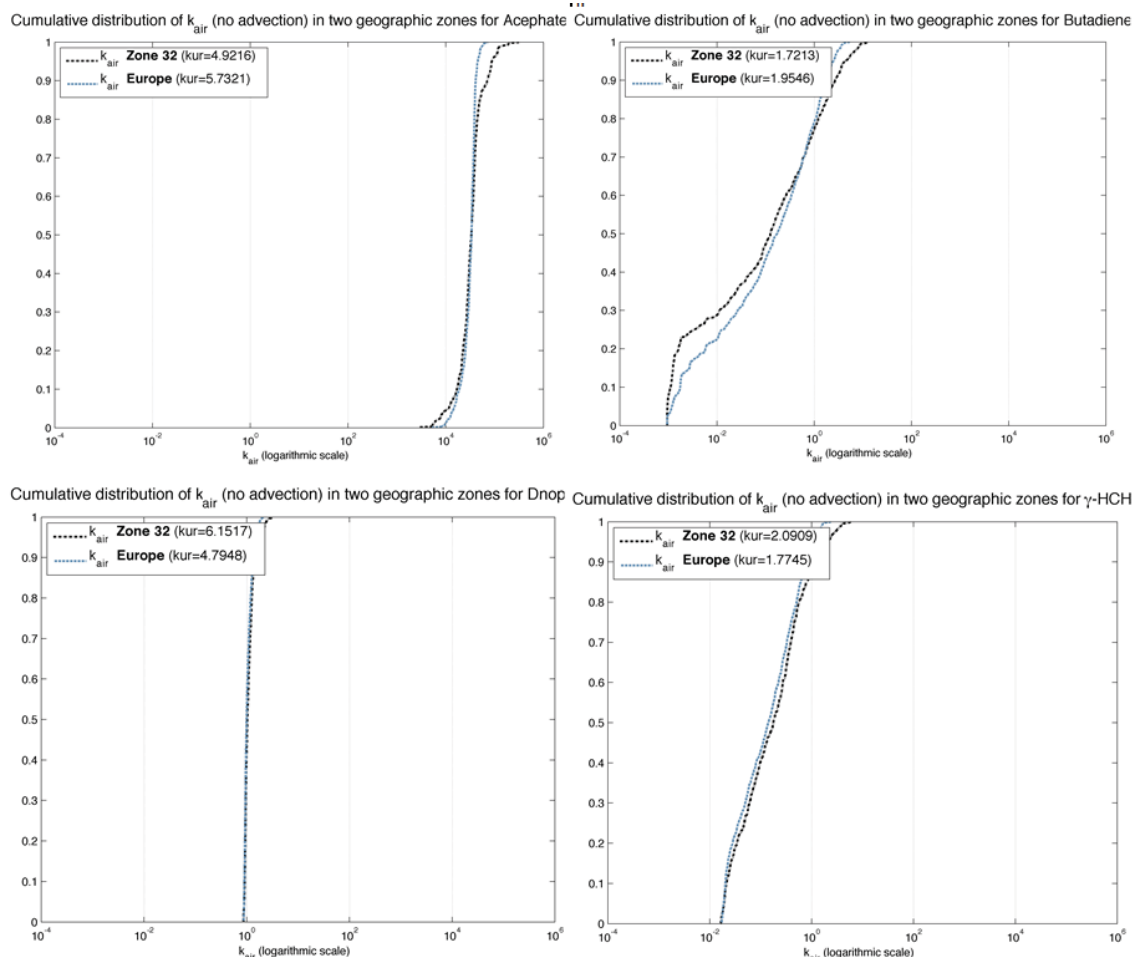 Cumulative distribution of k_air (no advection) in two geographic zones for Acephate
1
0.9
0.8
0.7
0.6
0.5
0.4
0.3
0.2
0.1
0
k_air Zone 32 (kur=4.9216)
k_air Europe (kur=5.7321)
10^-4 10^-2 10^0 10^2 10^4 10^6
k_air (logarithmic scale)
Cumulative distribution of k_air (no advection) in two geographic zones for Butadiene
1
0.9
0.8
0.7
0.6
0.5
0.4
0.3
0.2
0.1
0
k_air Zone 32 (kur=1.7213)
k_air Europe (kur=1.9546)
10^-4 10^-2 10^0 10^2 10^4 10^6
k_air (logarithmic scale)
Cumulative distribution of k_air (no advection) in two geographic zones for Dnop
1
0.9
0.8
0.7
0.6
0.5
0.4
0.3
0.2
0.1
0
k_air Zone 32 (kur=6.1517)
k_air Europe (kur=4.7948)
10^-4 10^-2 10^0 10^2 10^4 10^6
k_air (logarithmic scale)
Cumulative distribution of k_air (no advection) in two geographic zones for γ-HCH
1
0.9
0.8
0.7
0.6
0.5
0.4
0.3
0.2
0.1
0
k_air Zone 32 (kur=2.0909)
k_air Europe (kur=1.7745)
10^-4 10^-2 10^0 10^2 10^4 10^6
k_air (logarithmic scale)